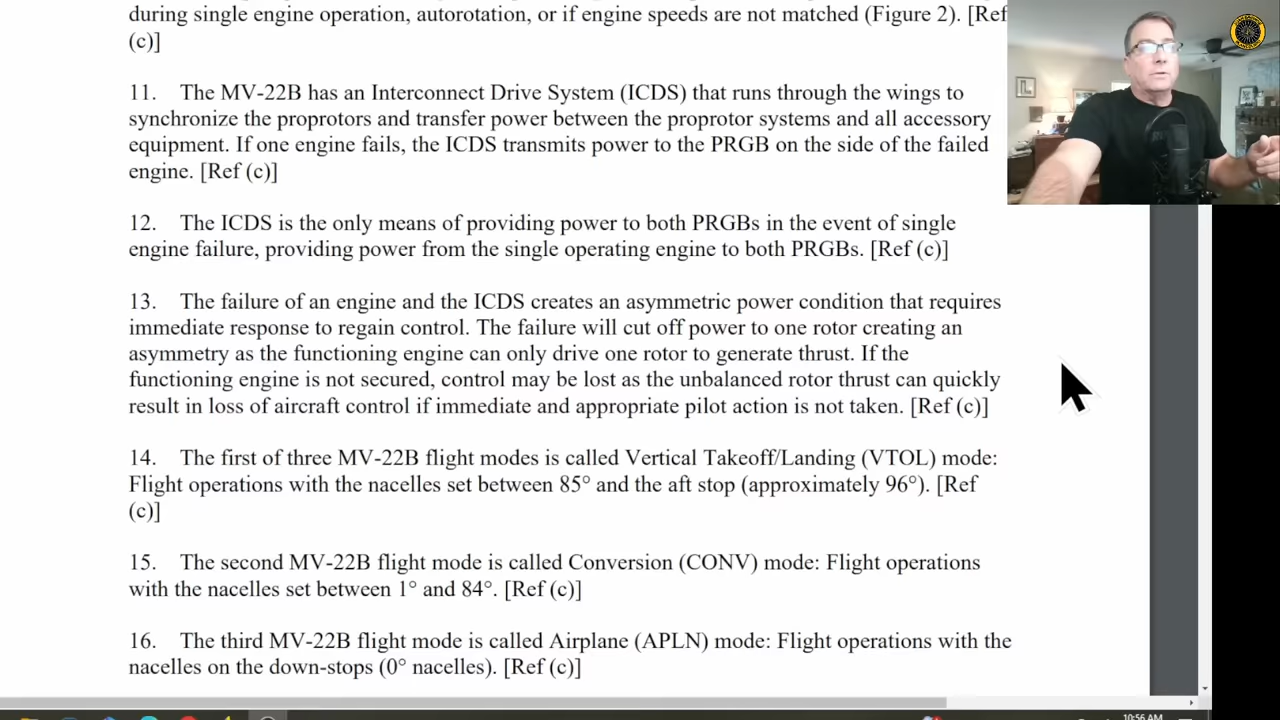 during single engine operation, autorotation, or if engine speeds are not matched (Figure 2). [Ref
(c)]
11. The MV-22B has an Interconnect Drive System (ICDS) that runs through the wings to
synchronize the proprotors and transfer power between the proprotor systems and all accessory
equipment. If one engine fails, the ICDS transmits power to the PRGB on the side of the failed
engine. [Ref (c)]
12. The ICDS is the only means of providing power to both PRGBs in the event of single
engine failure, providing power from the single operating engine to both PRGBs. [Ref (c)]
13. The failure of an engine and the ICDS creates an asymmetric power condition that requires
immediate response to regain control. The failure will cut off power to one rotor creating an
asymmetry as the functioning engine can only drive one rotor to generate thrust. If the
functioning engine is not secured, control may be lost as the unbalanced rotor thrust can quickly
result in loss of aircraft control if immediate and appropriate pilot action is not taken. [Ref (c)]
14. The first of three MV-22B flight modes is called Vertical Takeoff/Landing (VTOL) mode:
Flight operations with the nacelles set between 85° and the aft stop (approximately 96°). [Ref
(c)]
15. The second MV-22B flight mode is called Conversion (CONV) mode: Flight operations
with the nacelles set between 1° and 84°. [Ref (c)]
16. The third MV-22B flight mode is called Airplane (APLN) mode: Flight operations with the
nacelles on the down-stops (0° nacelles). [Ref (c)]
10:56 AM